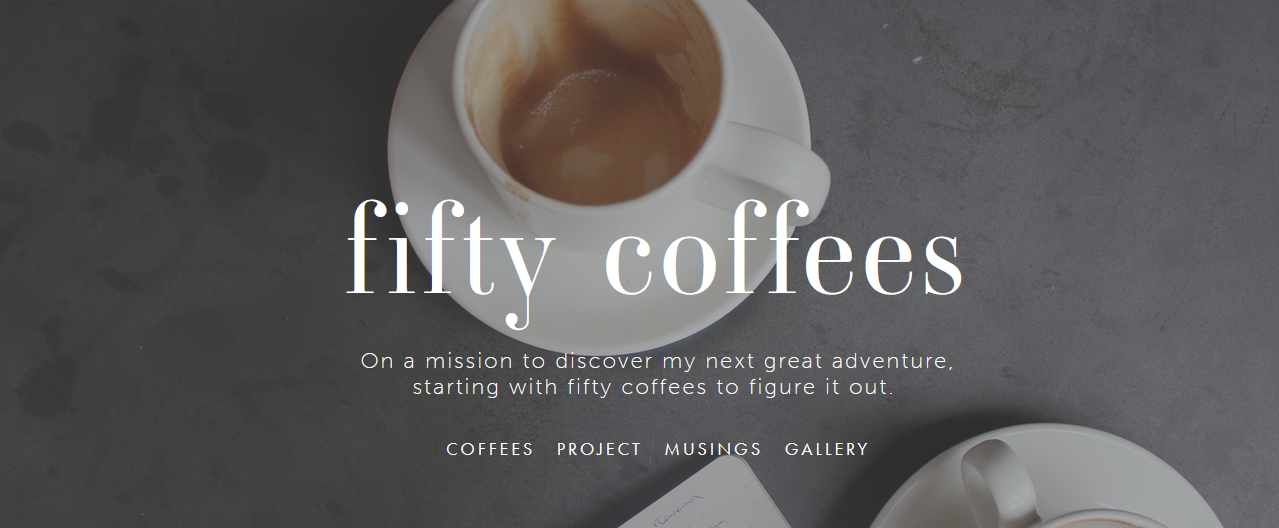 fifty coffees
On a mission to discover my next great adventure,
starting with fifty coffees to figure it out.
COFFEES PROJECT MUSINGS GALLERY